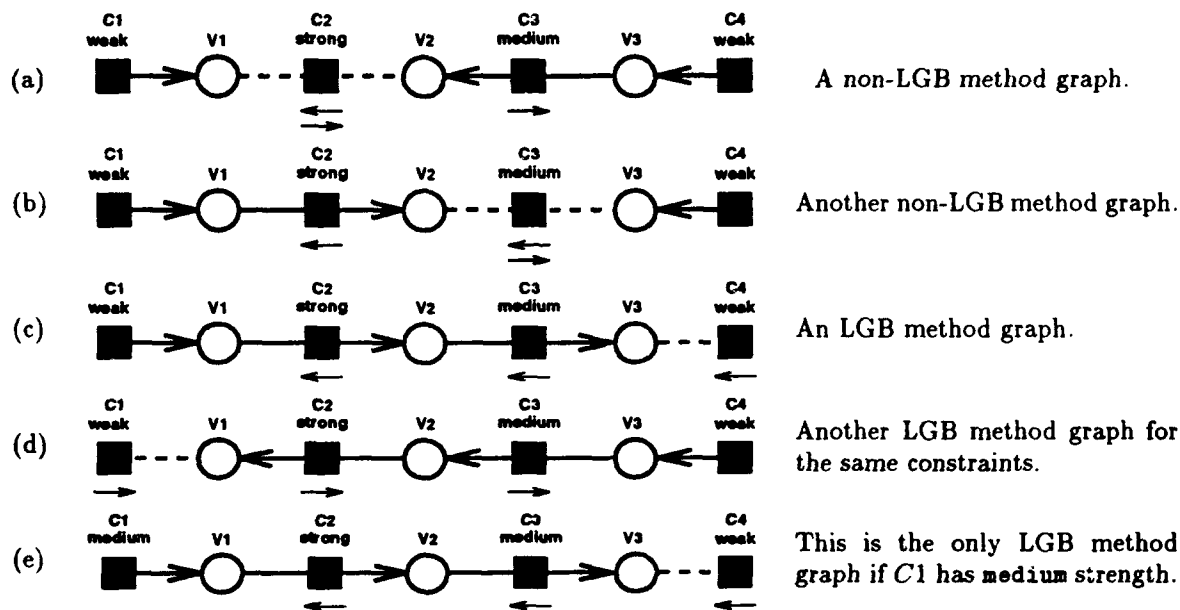 C1 C2 C3 C4
weak V1 strong V2 medium V3 weak
(a) A non-LGB method graph.
C1 C2 C3 C4
weak V1 strong V2 medium V3 weak
(b) Another non-LGB method graph.
C1 C2 C3 C4
weak V1 strong V2 medium V3 weak
(c) An LGB method graph.
C1 C2 C3 C4
weak V1 strong V2 medium V3 weak
(d) Another LGB method graph for
the same constraints.
C1 C2 C3 C4
medium V1 strong V2 medium V3 weak
(e) This is the only LGB method
graph if C1 has medium strength.